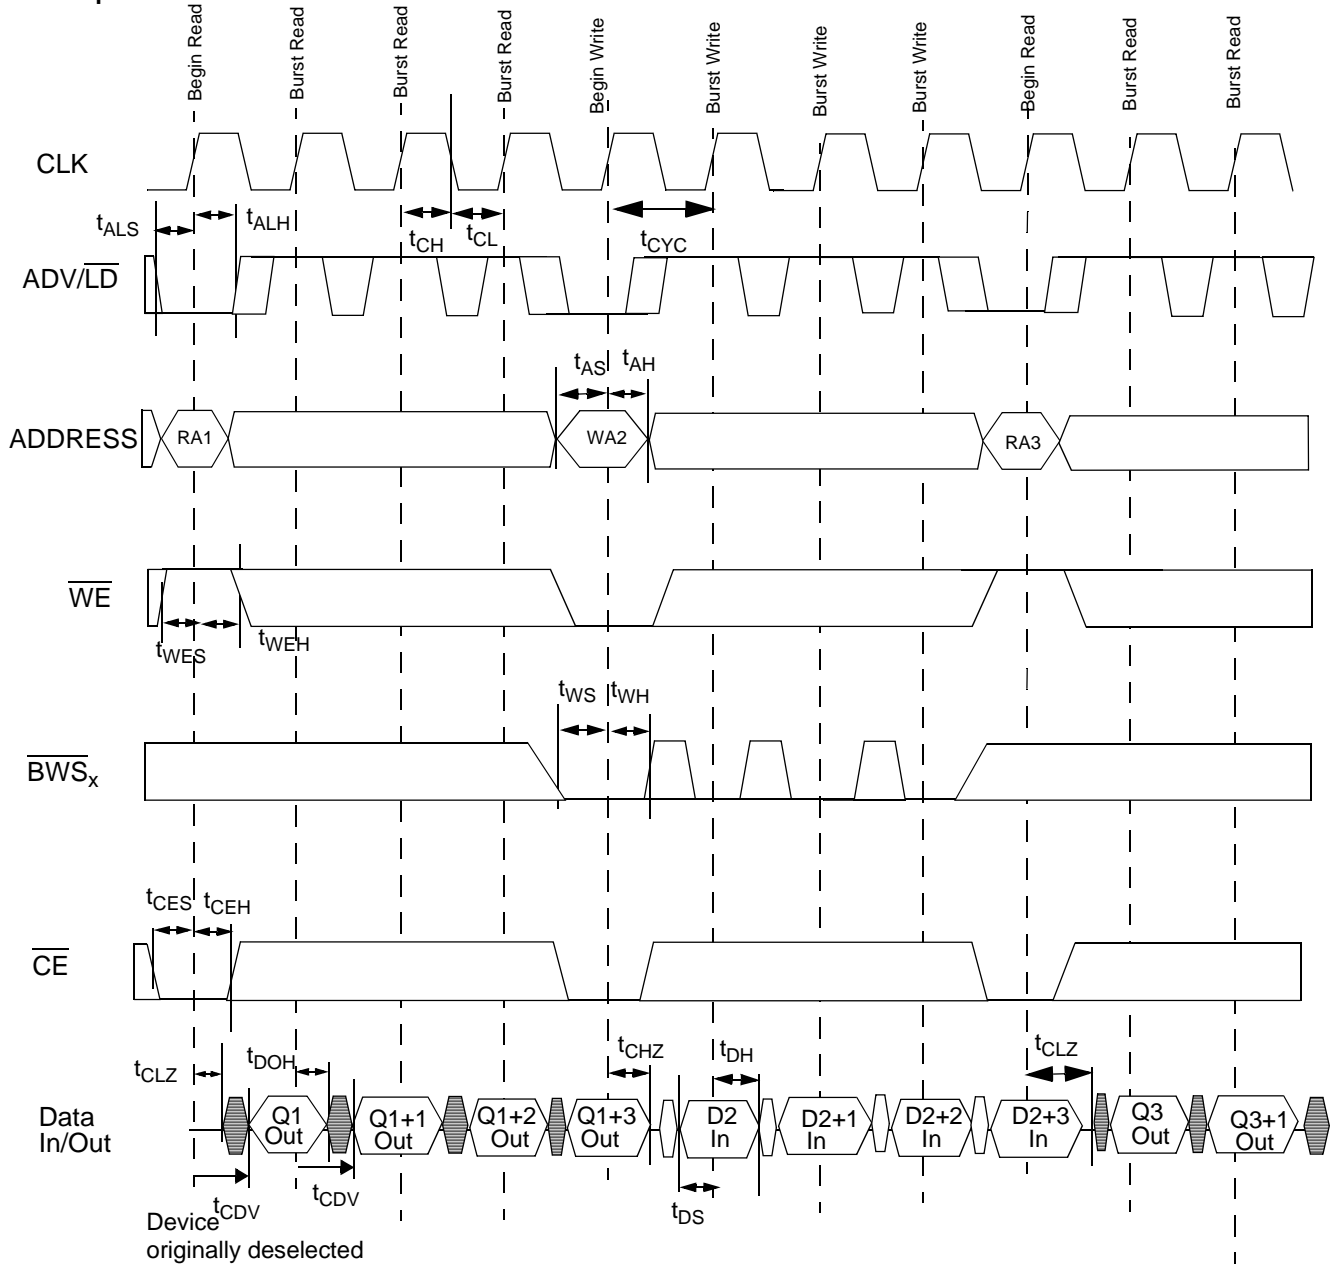 Begin Read
Burst Read
Burst Read
Burst Read
Begin Write
Burst Write
Burst Write
Burst Write
Begin Read
Burst Read
Burst Read
CLK
tALS
tALH
tCH
tCL
tCYC
ADV/LD
tAS
tAH
ADDRESS
RA1
WA2
RA3
WE
tWES
tWEH
tWS
tWH
BWSx
tCES
tCEH
CE
tCLZ
tDOH
tCHZ
tDH
tCLZ
Data
In/Out
Q1
Out
Q1+1
Out
Q1+2
Out
Q1+3
Out
D2
In
D2+1
In
D2+2
In
D2+3
In
Q3
Out
Q3+1
Out
tCDV
tCDV
tDS
Device
originally deselected